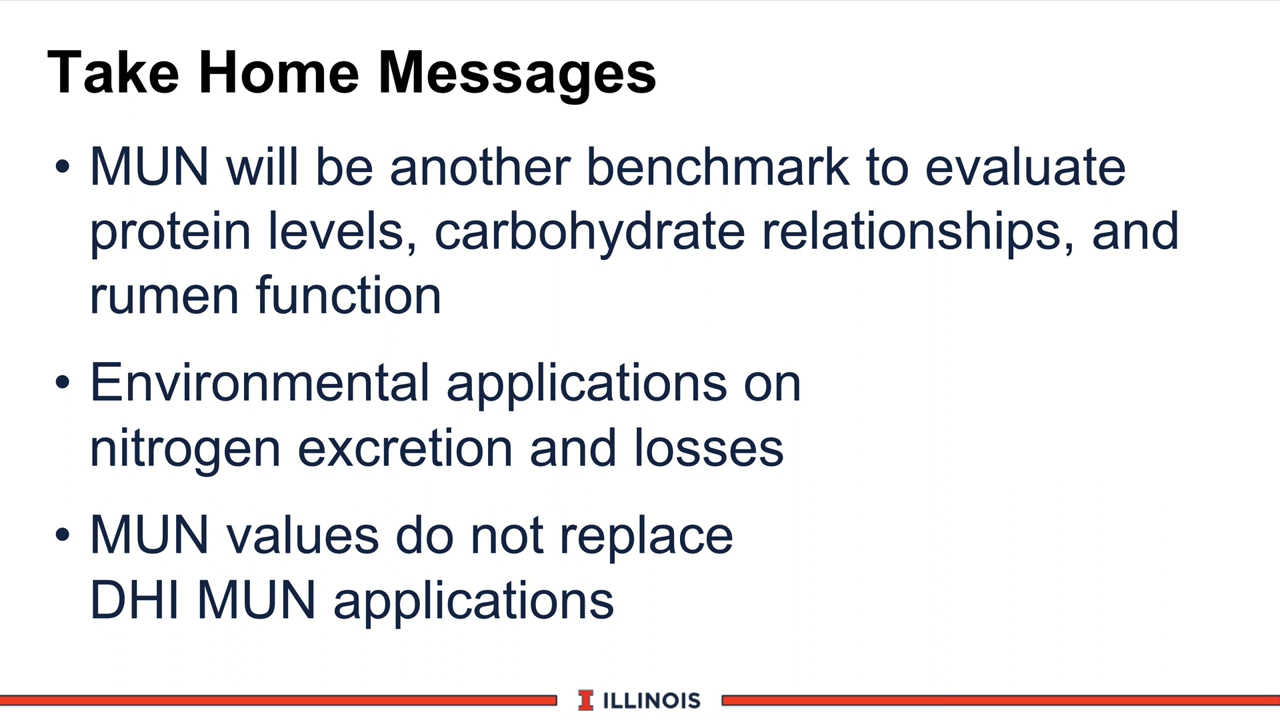 Take Home Messages
• MUN will be another benchmark to evaluate
protein levels, carbohydrate relationships, and
rumen function
• Environmental applications on
nitrogen excretion and losses
• MUN values do not replace
DHI MUN applications
I ILLINOIS